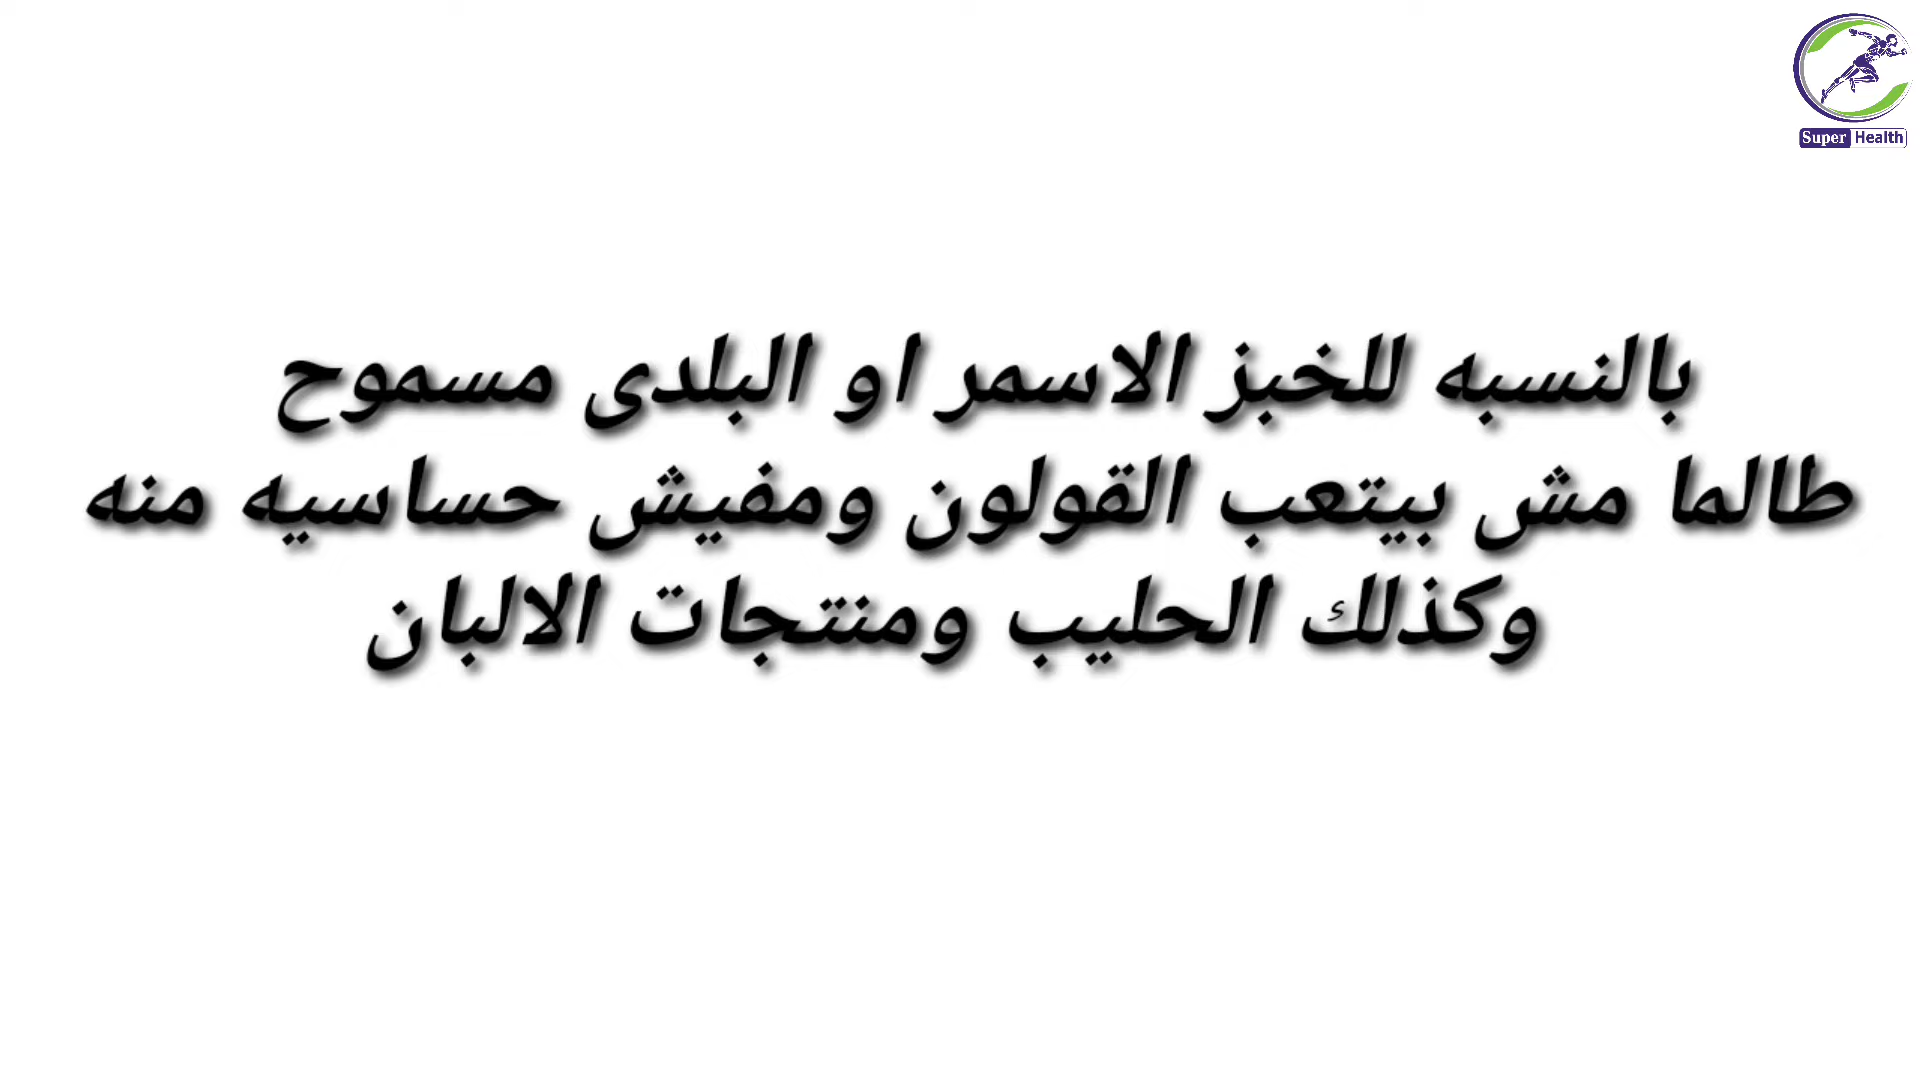 Super Health
بالنسبه للخبز الاسمر او البلدى مسموح
طالما مش بيتعب القولون ومفيش حساسيه منه
وكذلك الحليب ومنتجات الالبان